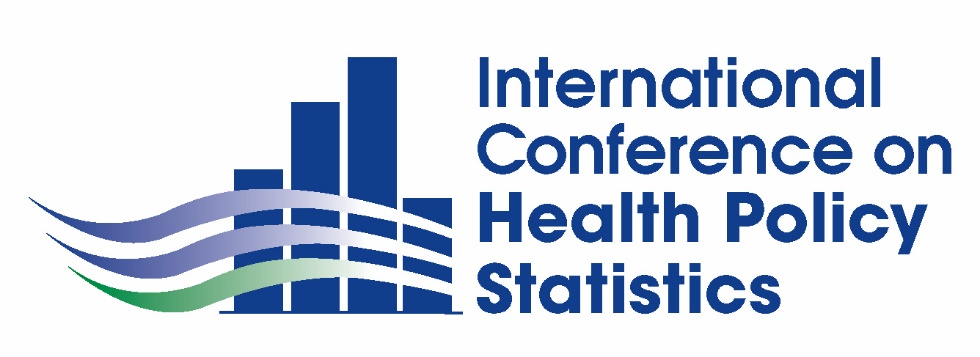 International
Conference on
Health Policy
Statistics